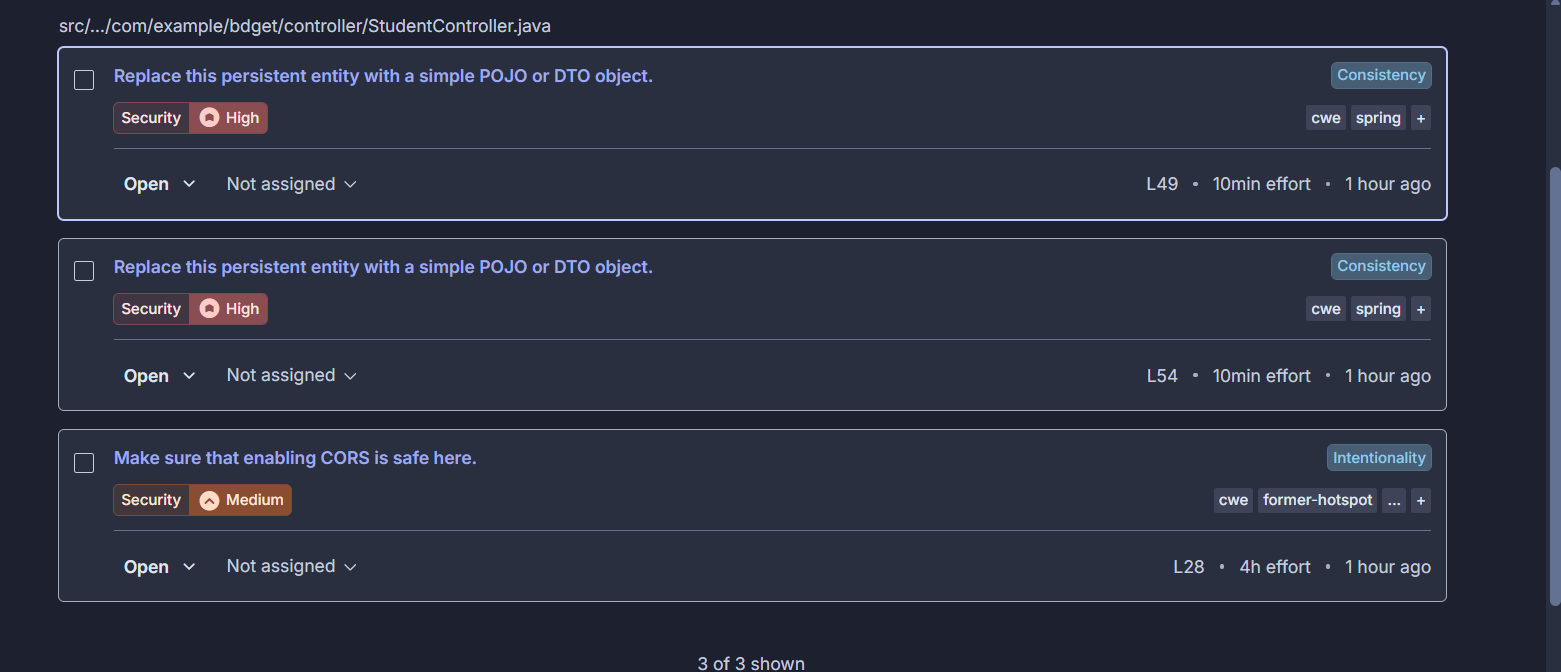 src/.../com/example/bdget/controller/StudentController.java
Replace this persistent entity with a simple POJO or DTO object.
Consistency
Security High
cwe spring +
Open Not assigned
L49 • 10min effort • 1 hour ago
Replace this persistent entity with a simple POJO or DTO object.
Consistency
Security High
cwe spring +
Open Not assigned
L54 • 10min effort • 1 hour ago
Make sure that enabling CORS is safe here.
Intentionality
Security Medium
cwe former-hotspot ... +
Open Not assigned
L28 • 4h effort • 1 hour ago
3 of 3 shown